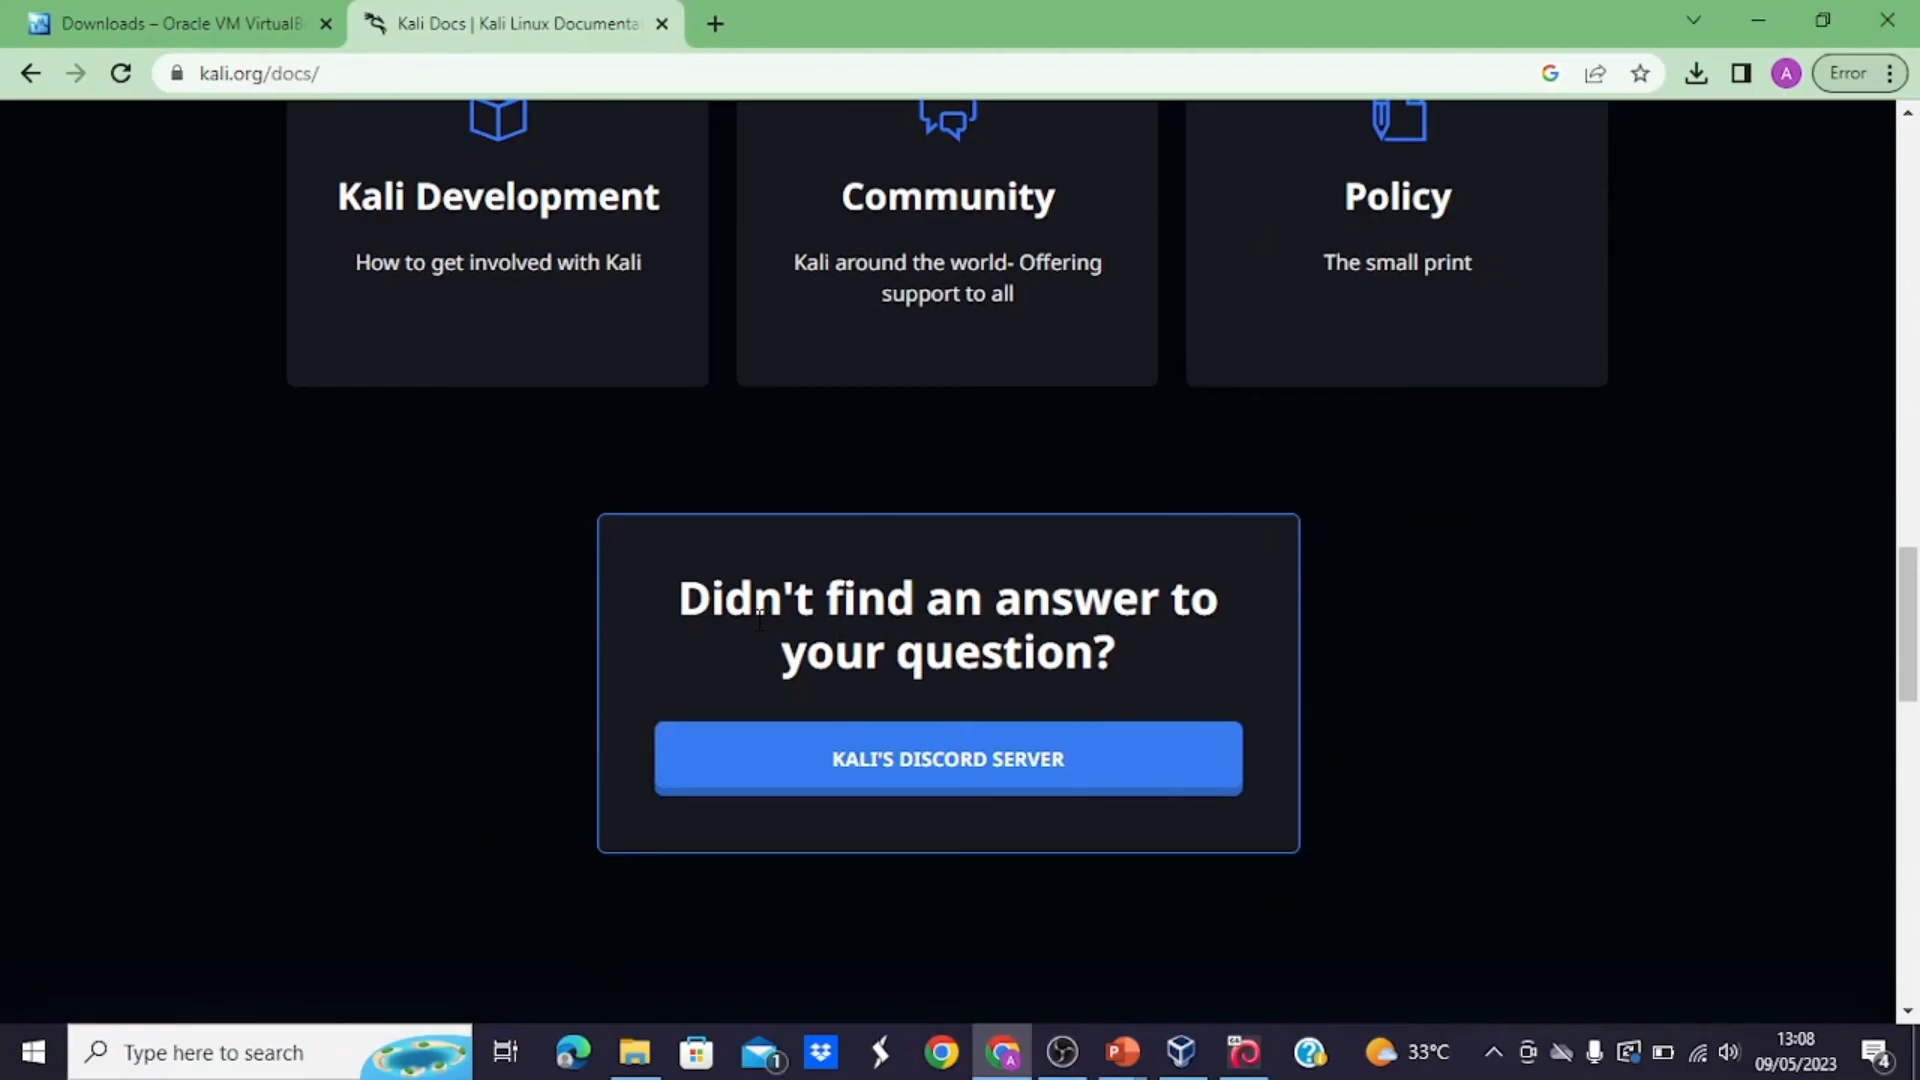 Downloads – Oracle VM VirtualB
Kali Docs | Kali Linux Documenta
kali.org/docs/
A
Error
Kali Development
Community
Policy
How to get involved with Kali
Kali around the world- Offering
support to all
The small print
Didn't find an answer to
your question?
KALI'S DISCORD SERVER
Type here to search
1
A
33°C
13:08
09/05/2023
4